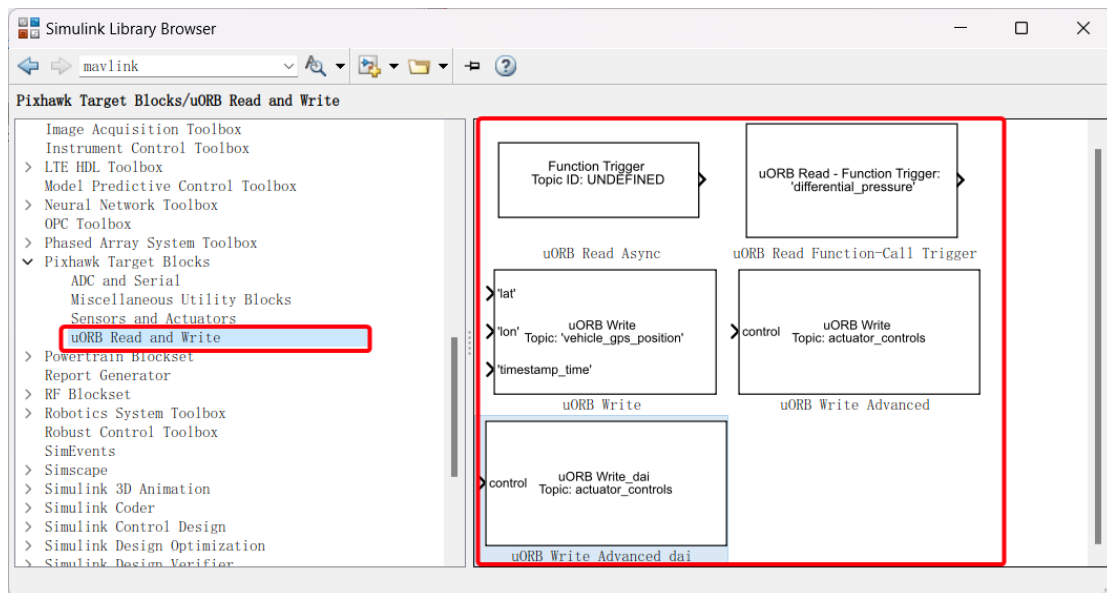 Simulink Library Browser
mavlink
Pixhawk Target Blocks/uORB Read and Write
Image Acquisition Toolbox
Instrument Control Toolbox
LTE HDL Toolbox
Model Predictive Control Toolbox
Neural Network Toolbox
OPC Toolbox
Phased Array System Toolbox
Pixhawk Target Blocks
ADC and Serial
Miscellaneous Utility Blocks
Sensors and Actuators
uORB Read and Write
Powertrain Blockset
Report Generator
RF Blockset
Robotics System Toolbox
Robust Control Toolbox
SimEvents
Simscape
Simulink 3D Animation
Simulink Coder
Simulink Control Design
Simulink Design Optimization
Simulink Design Verifier
Function Trigger
Topic ID: UNDEFINED
uORB Read Async
uORB Read - Function Trigger:
'differential_pressure'
uORB Read Function-Call Trigger
'lat'
'lon'
'timestamp_time'
uORB Write
Topic: 'vehicle_gps_position'
uORB Write
control
uORB Write
Topic: actuator_controls
uORB Write Advanced
control
uORB Write_dai
Topic: actuator_controls
uORB Write Advanced dai